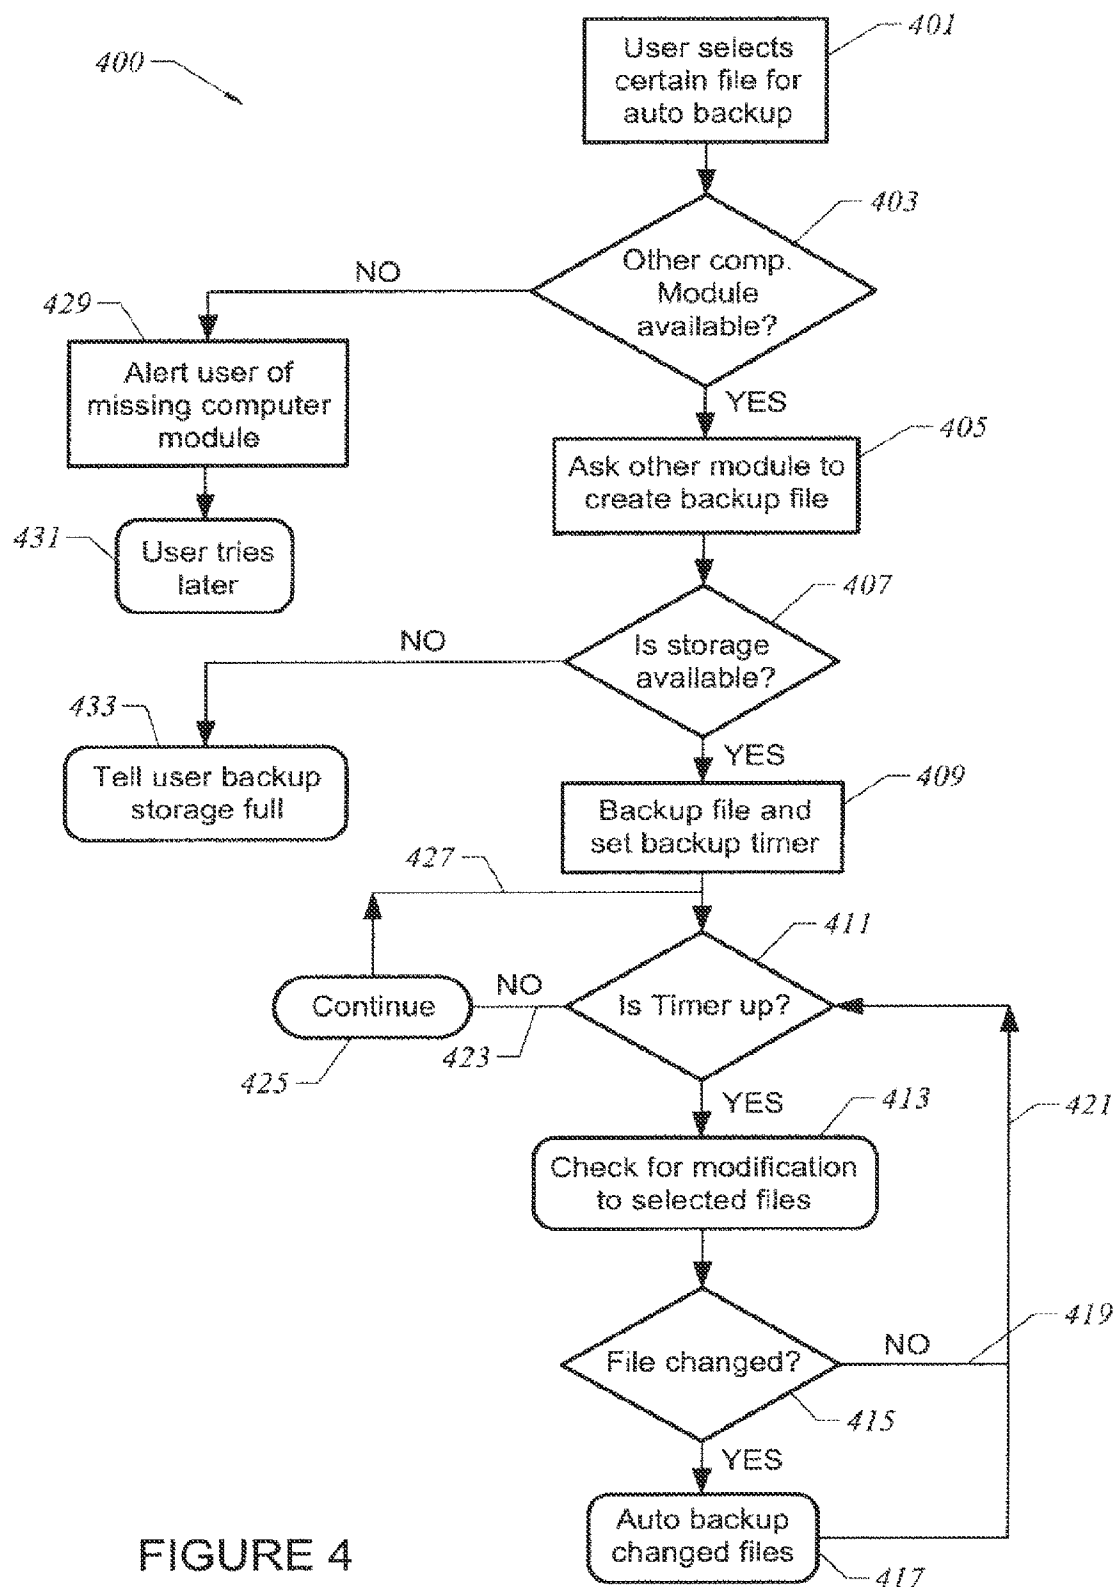 400
401
User selects
certain file for
auto backup
403
Other comp.
Module
available?
NO
YES
429
Alert user of
missing computer
module
405
Ask other module to
create backup file
431
User tries
later
407
Is storage
available?
NO
YES
433
Tell user backup
storage full
409
Backup file and
set backup timer
427
411
Is Timer up?
NO
Continue
423
425
YES
413
421
Check for modification
to selected files
419
File changed?
NO
415
YES
Auto backup
changed files
417
FIGURE 4